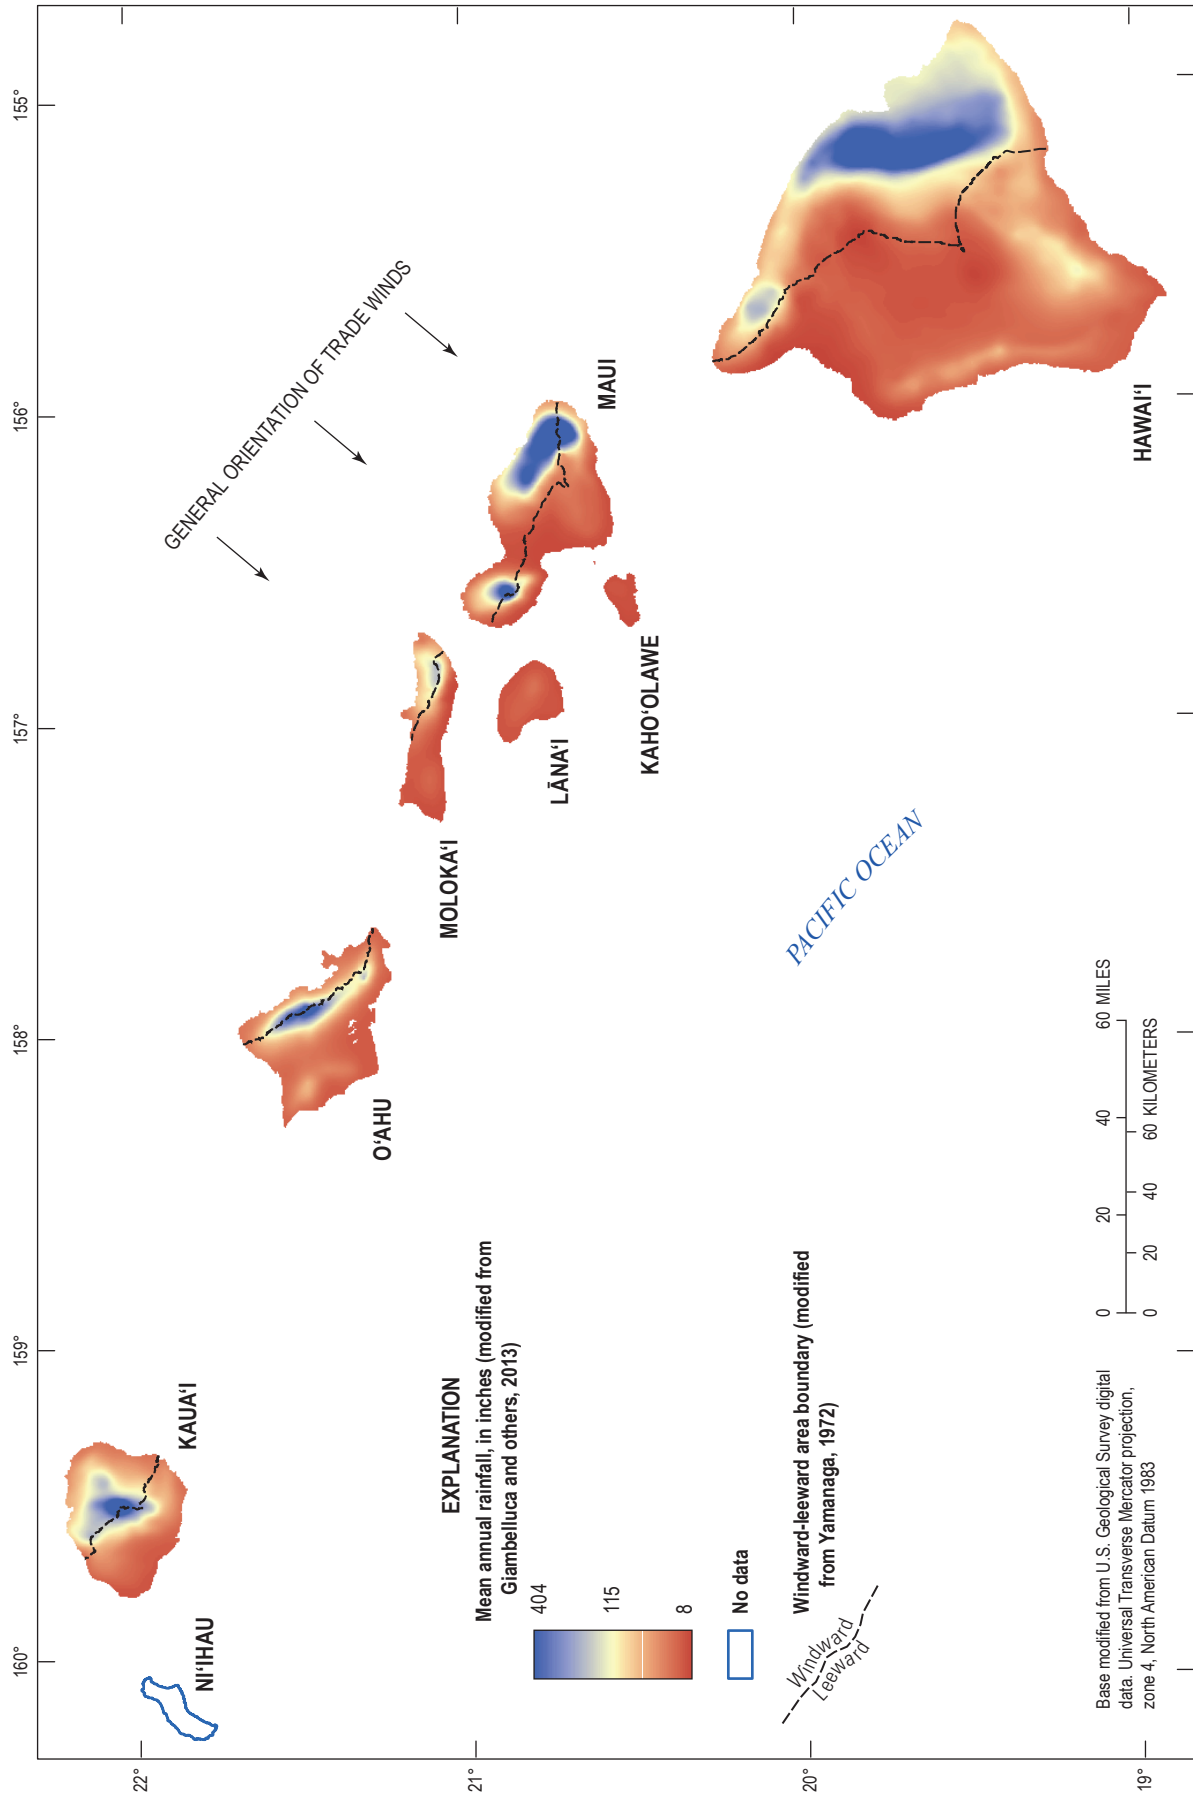 160°
159°
158°
157°
156°
155°
22°
21°
20°
19°
NI‘IHAU
KAUA‘I
O‘AHU
MOLOKA‘I
LĀNA‘I
KAHO‘OLAWE
MAUI
HAWAI‘I
GENERAL ORIENTATION OF TRADE WINDS
PACIFIC OCEAN
EXPLANATION
Mean annual rainfall, in inches (modified from
Giambelluca and others, 2013)
404
115
8
No data
Windward-leeward area boundary (modified
from Yamanaga, 1972)
Windward
Leeward
Base modified from U.S. Geological Survey digital
data. Universal Transverse Mercator projection,
zone 4, North American Datum 1983
0 20 40 60 MILES
0 20 40 60 KILOMETERS